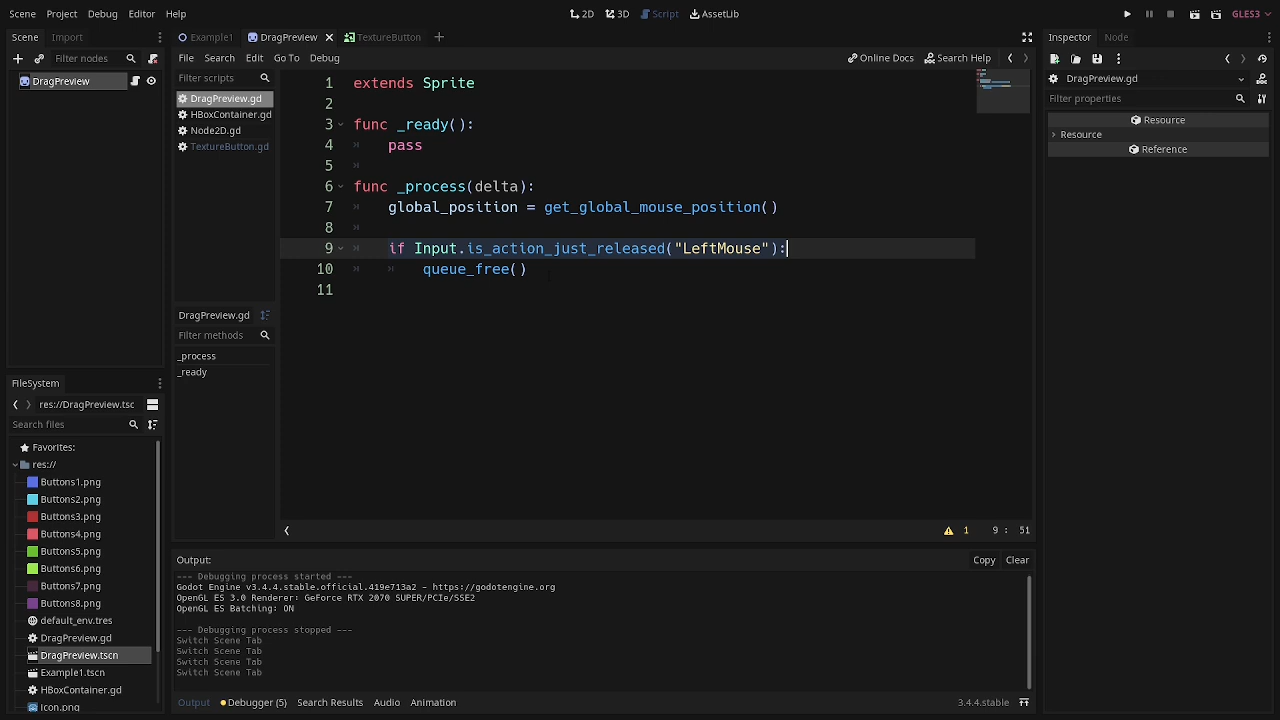 Scene Project Debug Editor Help
2D 3D Script AssetLib
GLES3
Scene Import
Filter nodes
DragPreview
FileSystem
res://DragPreview.tsc
Search files
Favorites:
res://
Buttons1.png
Buttons2.png
Buttons3.png
Buttons4.png
Buttons5.png
Buttons6.png
Buttons7.png
Buttons8.png
default_env.tres
DragPreview.gd
DragPreview.tscn
Example1.tscn
HBoxContainer.gd
icon.png
Example1 DragPreview TextureButton
File Search Edit Go To Debug
Online Docs Search Help
Filter scripts
DragPreview.gd
HBoxContainer.gd
Node2D.gd
TextureButton.gd
DragPreview.gd
Filter methods
_process
_ready
1 extends Sprite
2
3 func _ready():
4 pass
5
6 func _process(delta):
7 global_position = get_global_mouse_position()
8
9 if Input.is_action_just_released("LeftMouse"):
10 queue_free()
11
1 9 : 51
Output:
Copy Clear
--- Debugging process started ---
Godot Engine v3.4.4.stable.official.419e713a2 - https://godotengine.org
OpenGL ES 3.0 Renderer: GeForce RTX 2070 SUPER/PCIe/SSE2
OpenGL ES Batching: ON
--- Debugging process stopped ---
Switch Scene Tab
Switch Scene Tab
Switch Scene Tab
Switch Scene Tab
Output Debugger (5) Search Results Audio Animation
3.4.4.stable
Inspector Node
DragPreview.gd
Filter properties
Resource
Resource
Reference